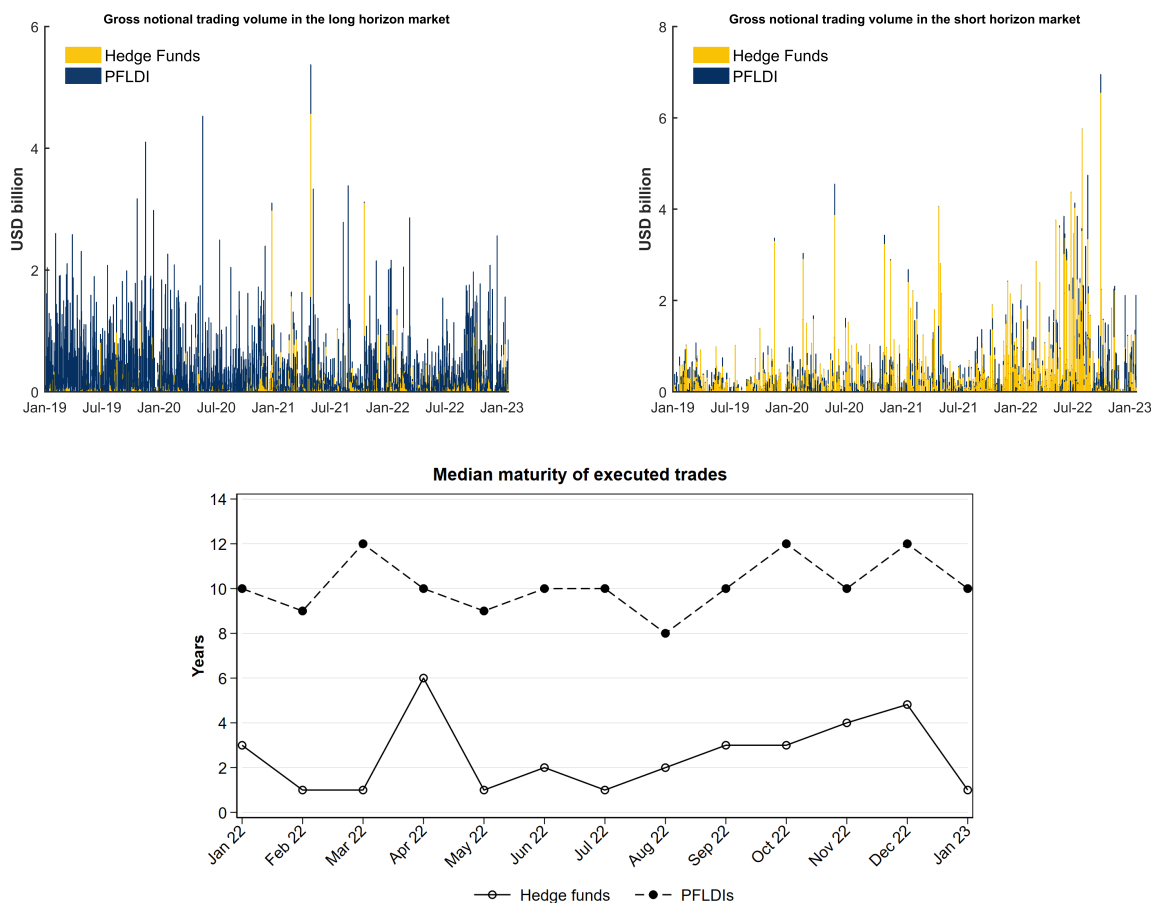 Gross notional trading volume in the long horizon market
6
Hedge Funds
PFLDI
4
USD billion
2
0
Jan-19 Jul-19 Jan-20 Jul-20 Jan-21 Jul-21 Jan-22 Jul-22 Jan-23
Gross notional trading volume in the short horizon market
8
Hedge Funds
PFLDI
6
USD billion
4
2
0
Jan-19 Jul-19 Jan-20 Jul-20 Jan-21 Jul-21 Jan-22 Jul-22 Jan-23
Median maturity of executed trades
14
12
10
8
Years
6
4
2
0
Jan 22 Feb 22 Mar 22 Apr 22 May 22 Jun 22 Jul 22 Aug 22 Sep 22 Oct 22 Nov 22 Dec 22 Jan 23
Hedge funds PFLDIs